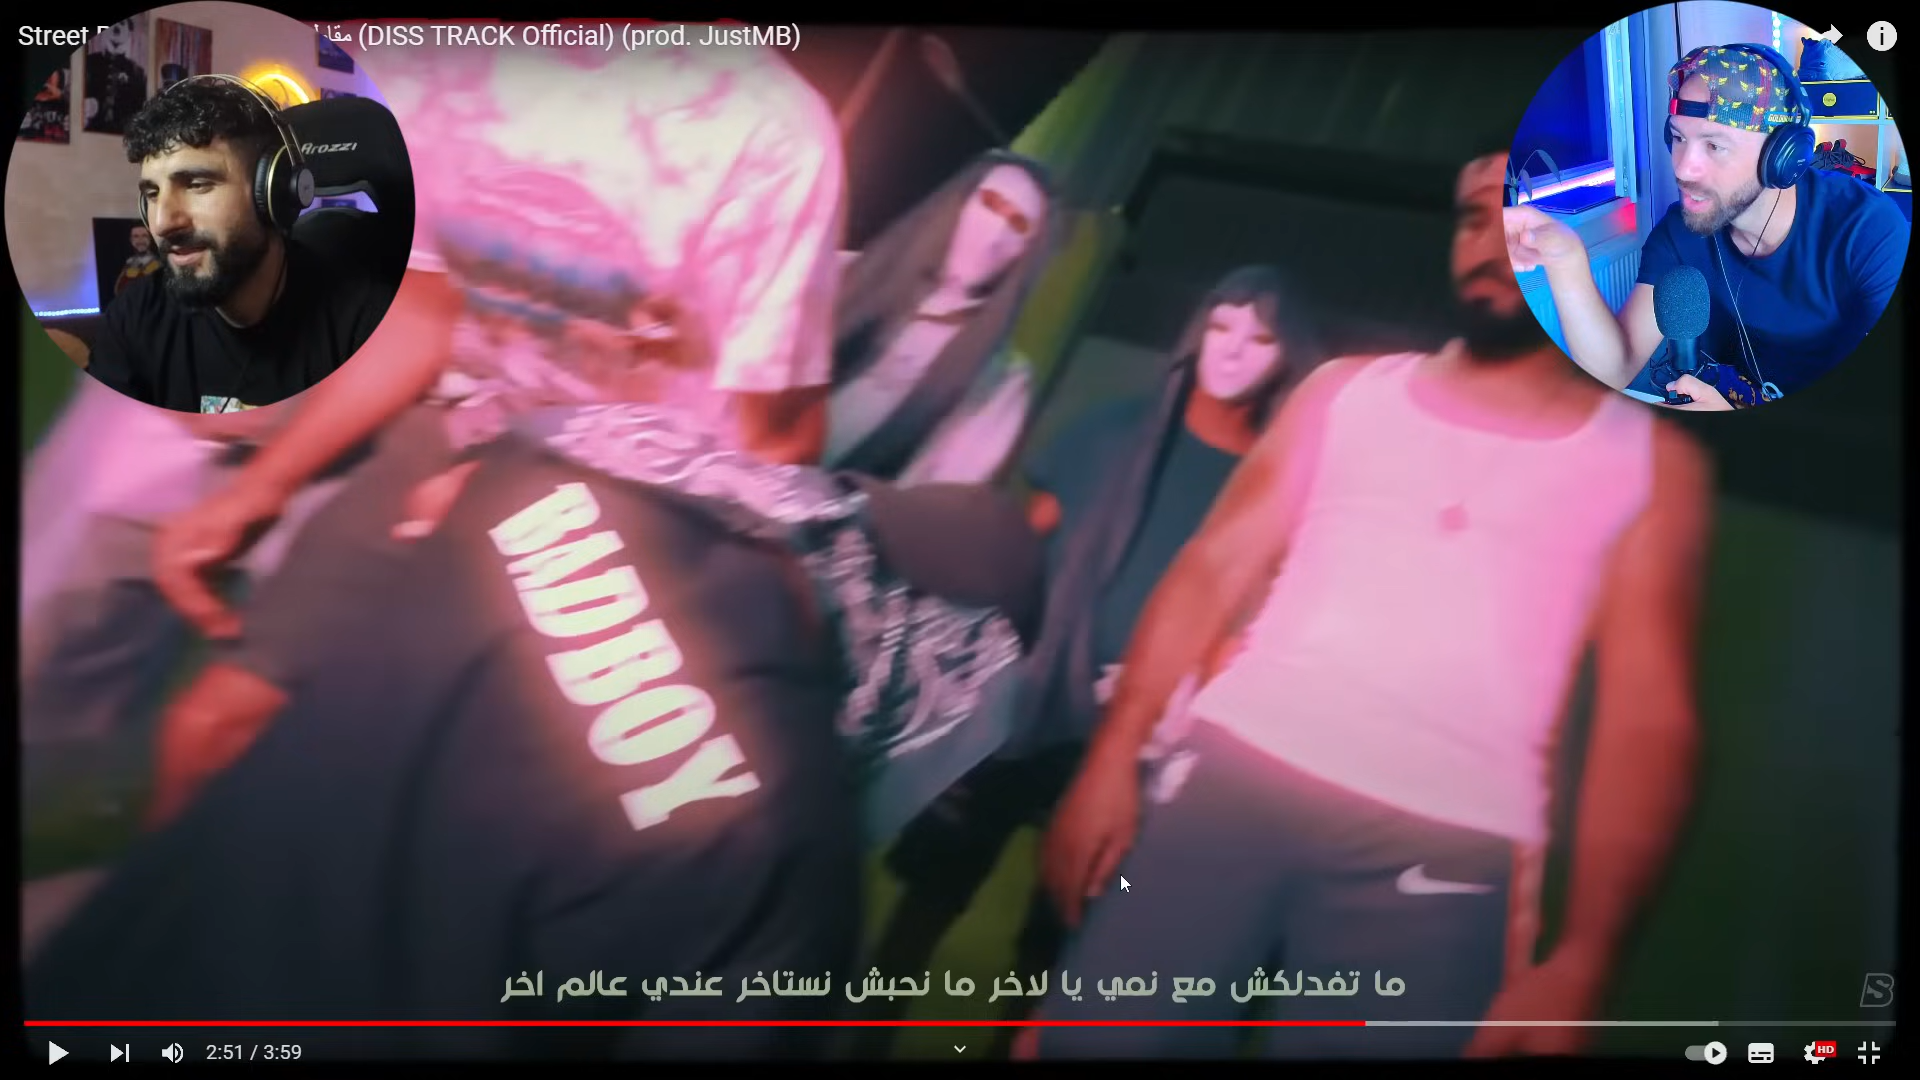 Street
(DISS TRACK Official) (prod. JustMB)
Arozzi
BADBOY
ما تفدلكش مع نمي يا لاخر ما نحبش نستاخر عندي عالم اخر
2:51 / 3:59
HD